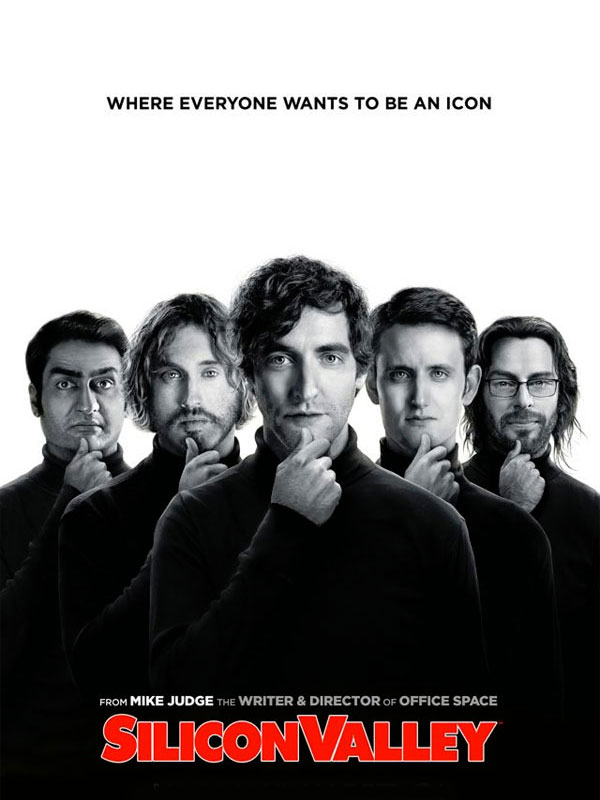 WHERE EVERYONE WANTS TO BE AN ICON
FROM MIKE JUDGE THE WRITER & DIRECTOR OF OFFICE SPACE
SILICON VALLEY